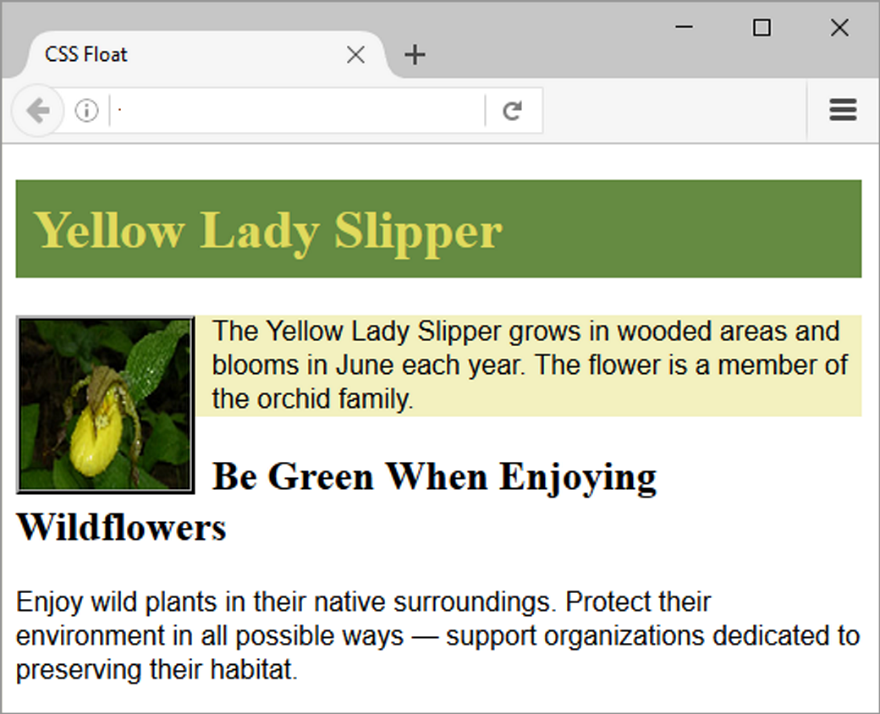 CSS Float
Yellow Lady Slipper
The Yellow Lady Slipper grows in wooded areas and
blooms in June each year. The flower is a member of
the orchid family.
Be Green When Enjoying
Wildflowers
Enjoy wild plants in their native surroundings. Protect their
environment in all possible ways — support organizations dedicated to
preserving their habitat.